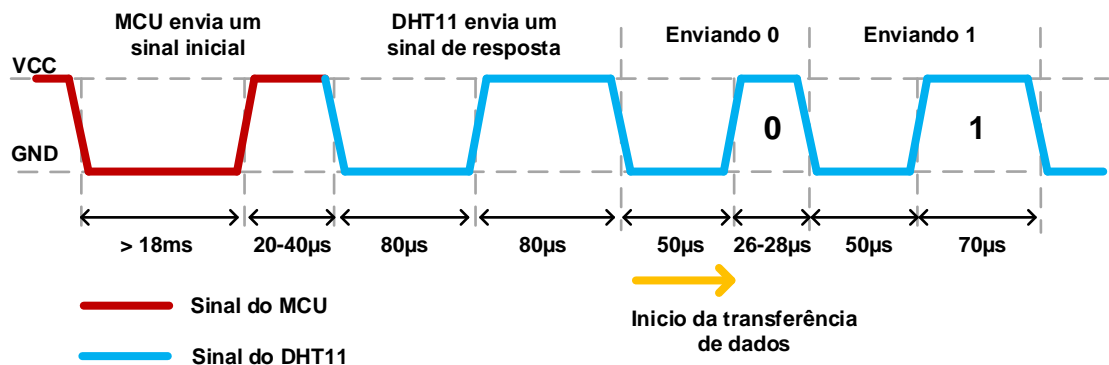 MCU envia um
sinal inicial
DHT11 envia um
sinal de resposta
Enviando 0
Enviando 1
VCC
GND
0
1
> 18ms
20-40µs
80µs
80µs
50µs
26-28µs
50µs
70µs
Sinal do MCU
Sinal do DHT11
Inicio da transferência
de dados